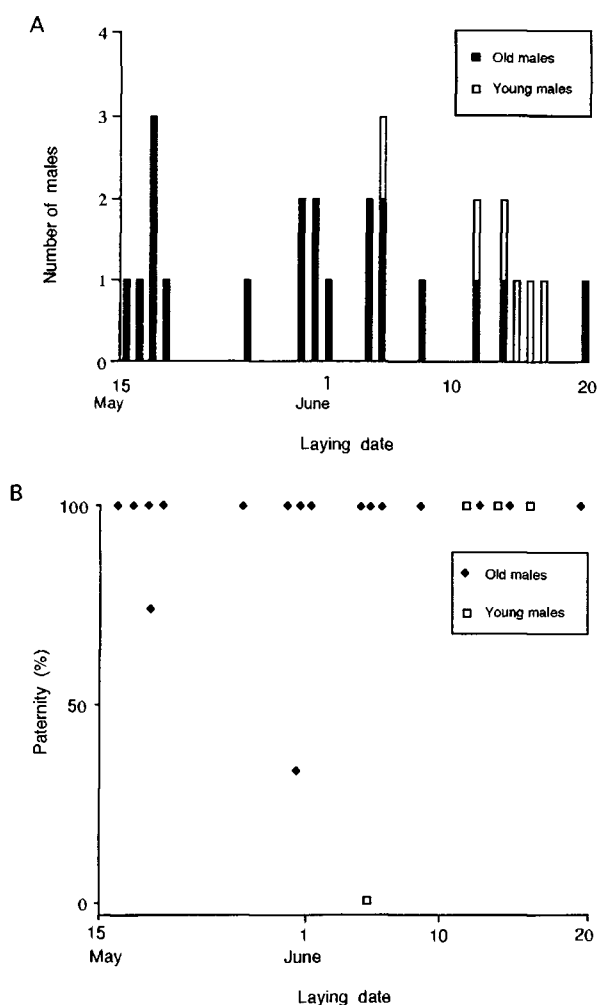 A
4
3
2
1
0
Number of males
Old males
Young males
15
1
10
20
May
June
Laying date
B
100
50
0
Paternity (%)
Old males
Young males
15
1
10
20
May
June
Laying date